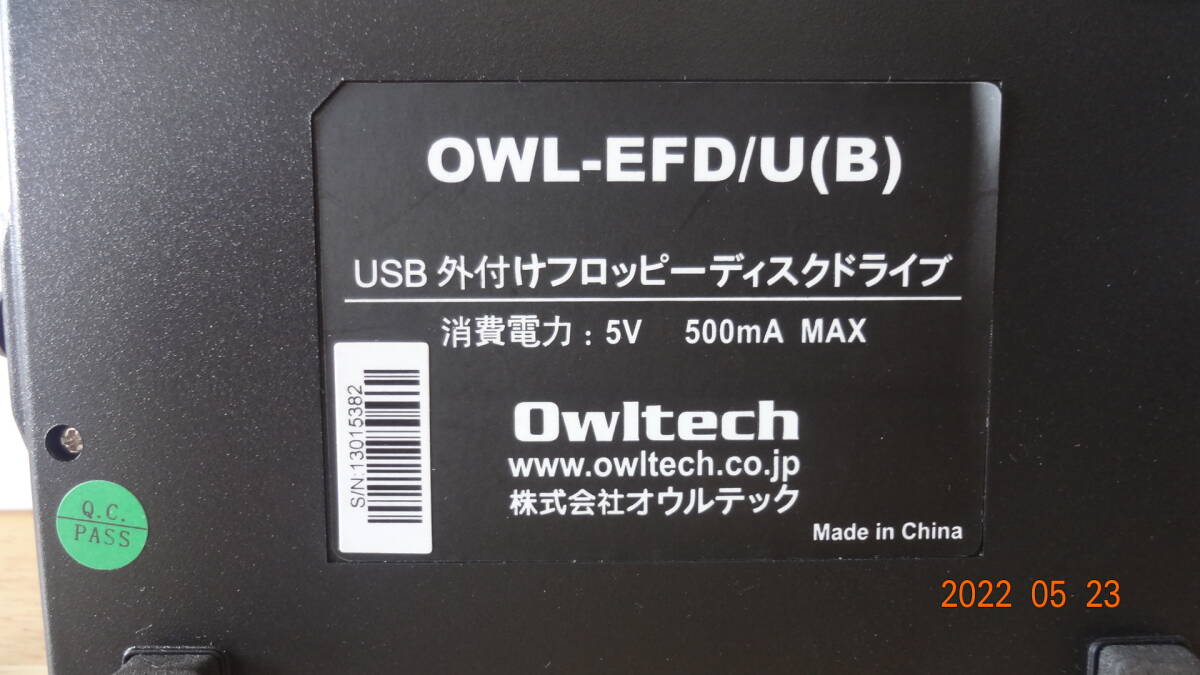 OWL-EFD/U(B)
USB 外付けフロッピーディスクドライブ
消費電力 : 5V 500mA MAX
S/N:13015382
Owltech
www.owltech.co.jp
株式会社オウルテック
Made in China
Q.C.
PASS
2022 05 23